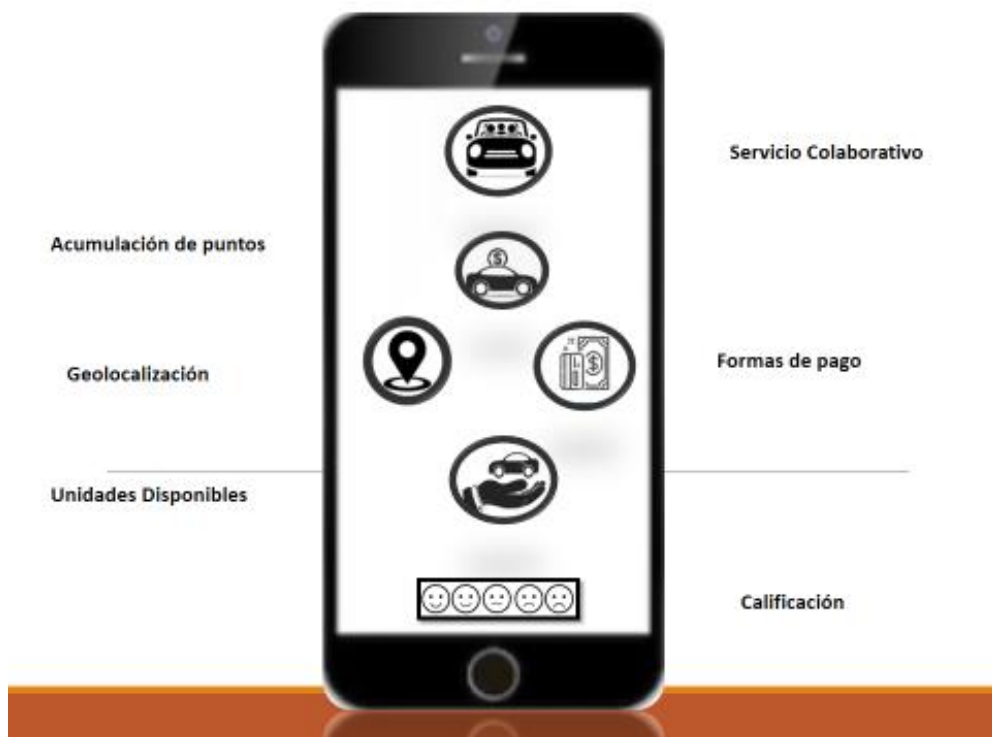 Servicio Colaborativo
Acumulación de puntos
$
Geolocalización
$
Formas de pago
Unidades Disponibles
Calificación